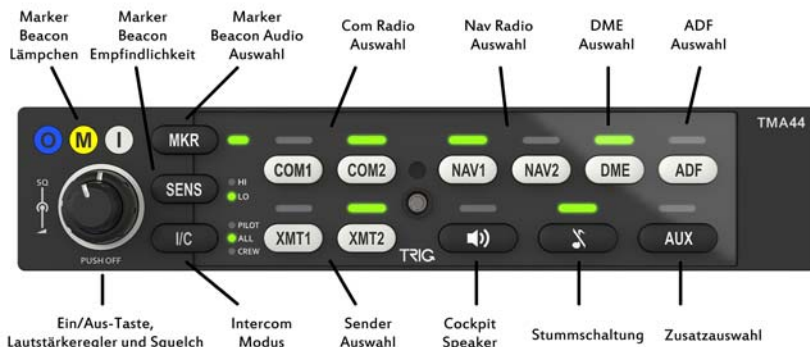 Marker
Beacon
Lämpchen
Marker
Beacon
Empfindlichkeit
Marker
Beacon Audio
Auswahl
Com Radio
Auswahl
Nav Radio
Auswahl
DME
Auswahl
ADF
Auswahl
TMA44
O M I
MKR
COM1 COM2 NAV1 NAV2 DME ADF
SQ
SENS
HI
LO
I/C
PILOT
ALL
CREW
XMT1 XMT2
TRIG
AUX
PUSH OFF
Ein/Aus-Taste,
Lautstärkeregler und Squelch
Intercom
Modus
Sender
Auswahl
Cockpit
Speaker
Stummschaltung
Zusatzauswahl